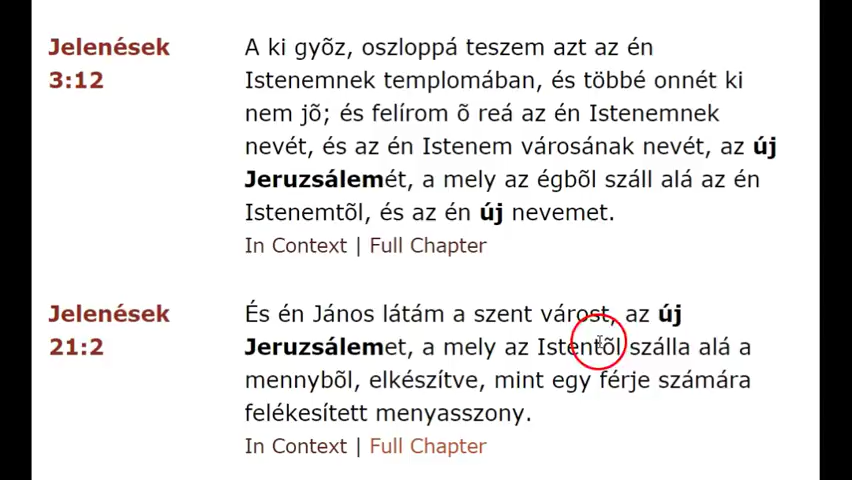 Jelenések 3:12
A ki gyõz, oszloppá teszem azt az én
Istenemnek templomában, és többé onnét ki
nem jõ; és felírom õ reá az én Istenemnek
nevét, és az én Istenem városának nevét, az új
Jeruzsálemét, a mely az égbõl száll alá az én
Istenemtõl, és az én új nevemet.
In Context | Full Chapter
Jelenések 21:2
És én János látám a szent várost, az új
Jeruzsálemet, a mely az Istentõl szálla alá a
mennybõl, elkészítve, mint egy férje számára
felékesített menyasszony.
In Context | Full Chapter